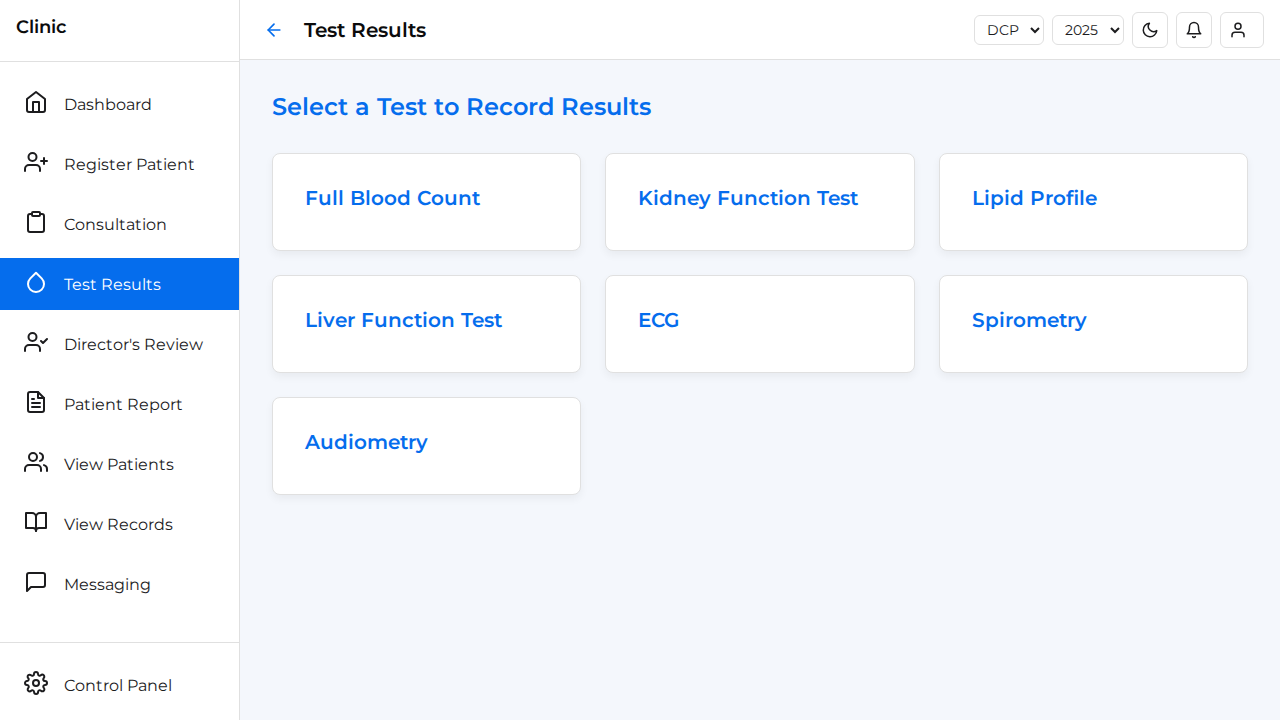 Clinic
Dashboard
Register Patient
Consultation
Test Results
Director's Review
Patient Report
View Patients
View Records
Messaging
Control Panel
Test Results
DCP
2025
Select a Test to Record Results
Full Blood Count
Kidney Function Test
Lipid Profile
Liver Function Test
ECG
Spirometry
Audiometry